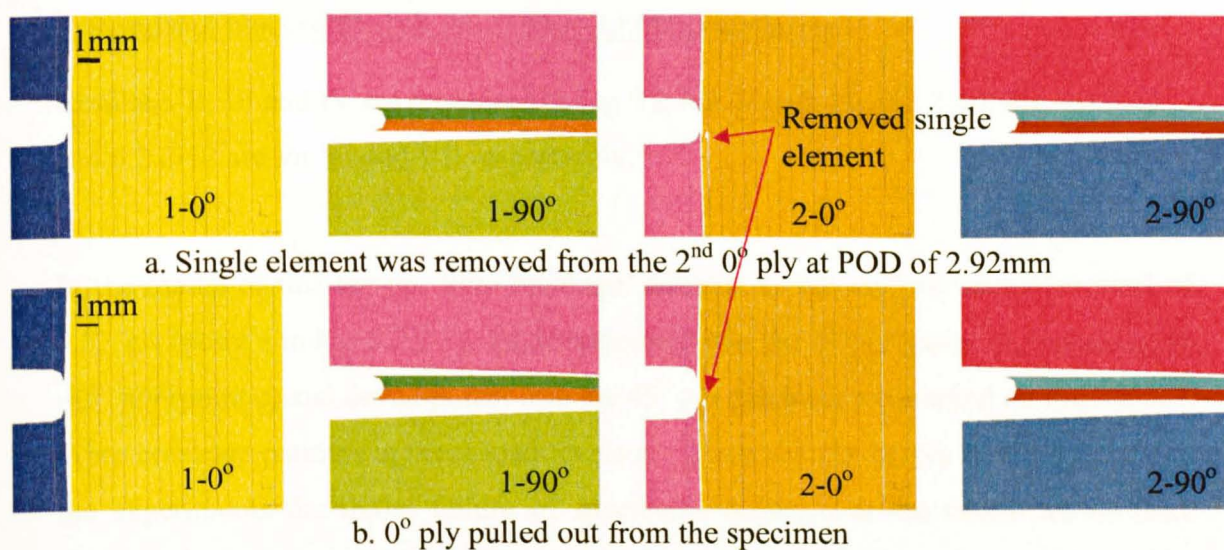 1mm
1-0°
1-90°
Removed single
element
2-0°
2-90°
a. Single element was removed from the 2nd 0° ply at POD of 2.92mm
1mm
1-0°
1-90°
2-0°
2-90°
b. 0° ply pulled out from the specimen